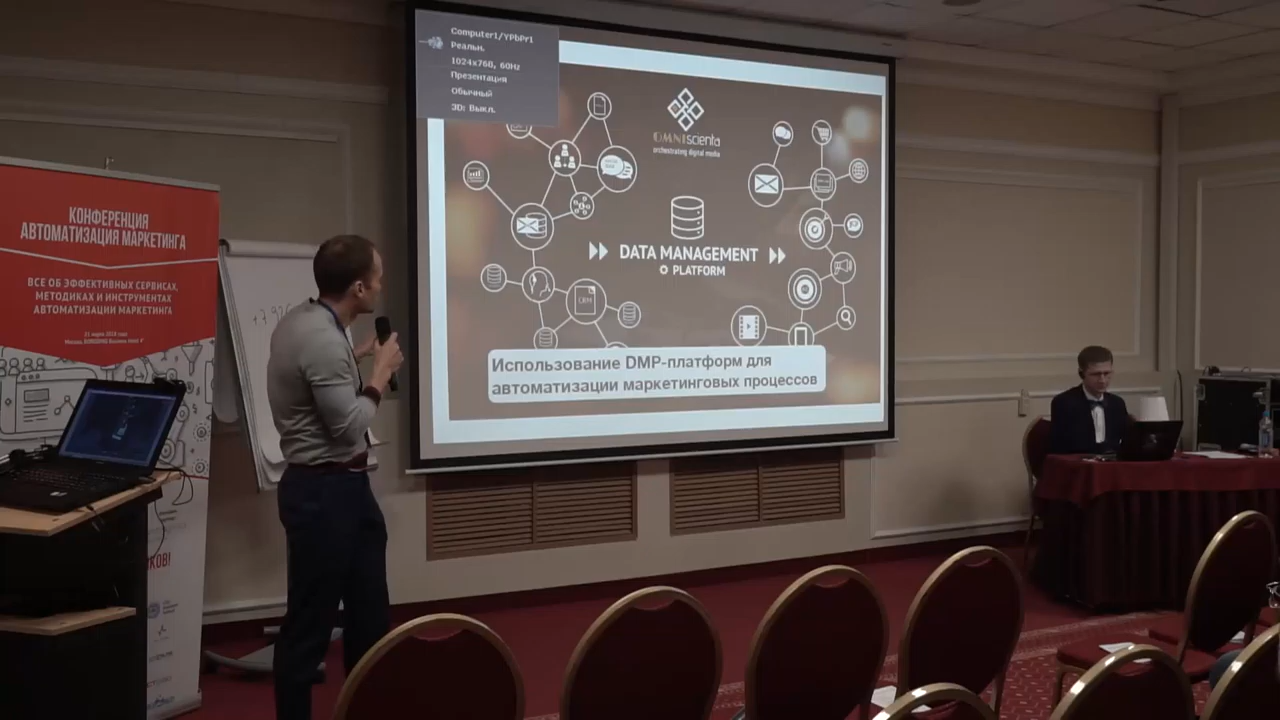 Computer1/YPbPr1
Реальн.
1024x768, 60Hz
Презентация
Обычный
3D: Выкл.
OMNIscienta
orchestrating digital media
DATA MANAGEMENT
PLATFORM
CRM
Использование DMP-платформ для
автоматизации маркетинговых процессов
КОНФЕРЕНЦИЯ
АВТОМАТИЗАЦИЯ МАРКЕТИНГА
ВСЕ ОБ ЭФФЕКТИВНЫХ СЕРВИСАХ,
МЕТОДИКАХ И ИНСТРУМЕНТАХ
АВТОМАТИЗАЦИИ МАРКЕТИНГА